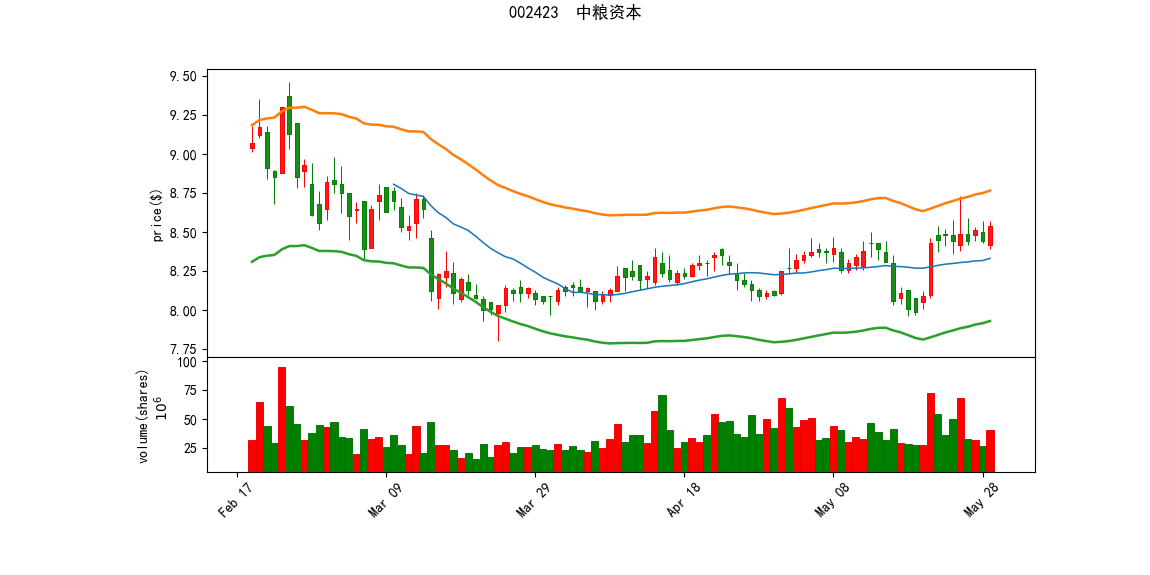 002423  中粮资本
9.50
9.25
9.00
8.75
8.50
8.25
8.00
7.75
price($)
100
75
50
25
volume(shares)
10^6
Feb 17
Mar 09
Mar 29
Apr 18
May 08
May 28